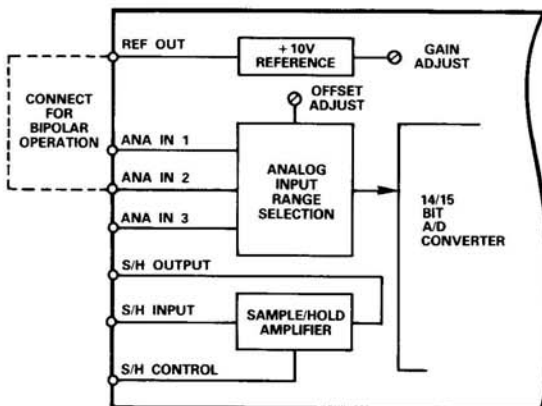 REF OUT
+10V
REFERENCE
GAIN
ADJUST
CONNECT
FOR
BIPOLAR
OPERATION
OFFSET
ADJUST
ANA IN 1
ANA IN 2
ANA IN 3
ANALOG
INPUT
RANGE
SELECTION
14/15
BIT
A/D
CONVERTER
S/H OUTPUT
S/H INPUT
SAMPLE/HOLD
AMPLIFIER
S/H CONTROL